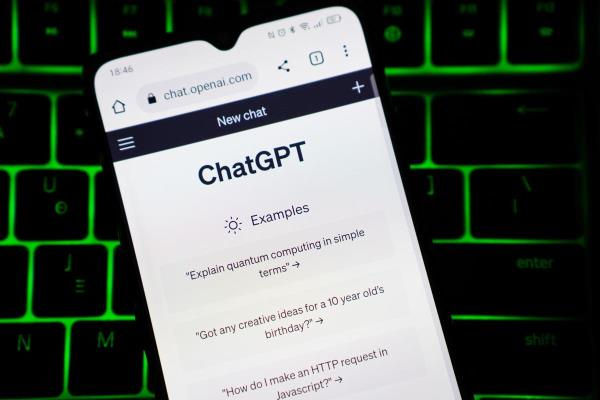 18:46
chat.openai.com
1
New chat
+
ChatGPT
Examples
"Explain quantum computing in simple
terms" →
"Got any creative ideas for a 10 year old's
birthday?" →
"How do I make an HTTP request in
Javascript?" →
U
J
N
M
]
\
|
enter
shift